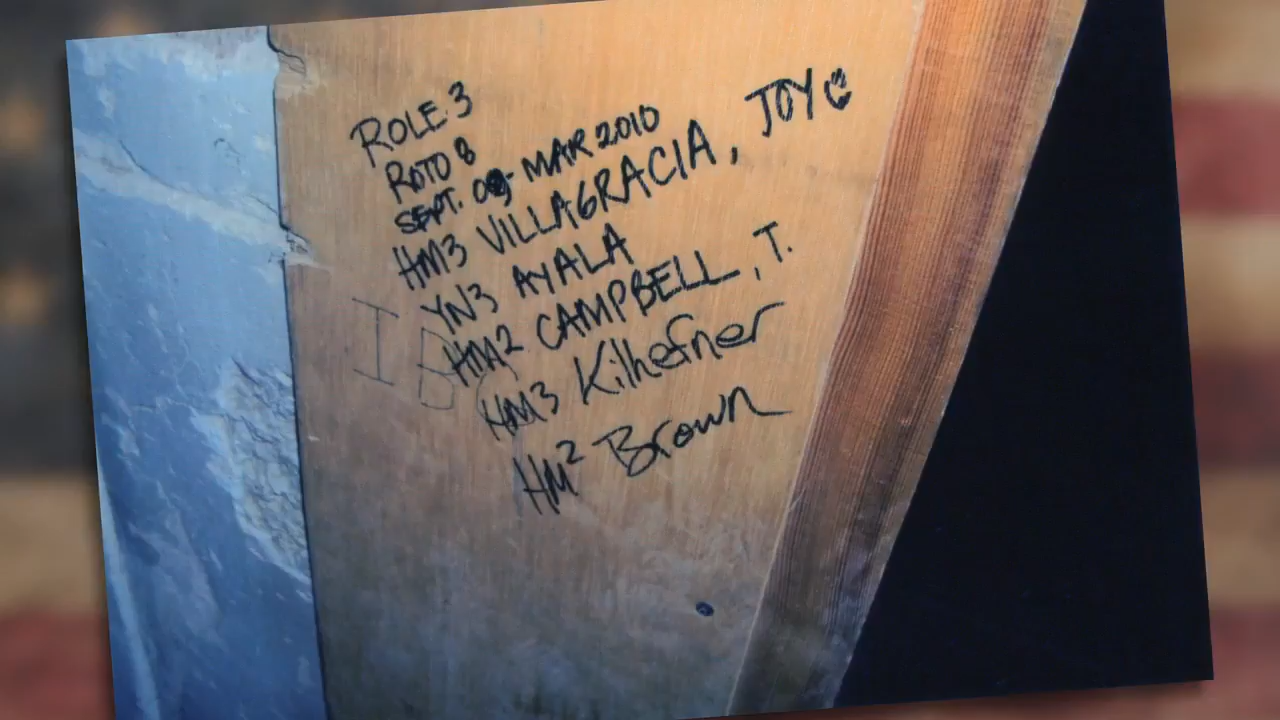 ROLE 3
ROTO 8
SEPT. 09- MAR 2010
HM3 VILLAGRACIA, JOY
YN3 AYALA
HM2 CAMPBELL, T.
HM3 Kilhefner
HM2 Brown